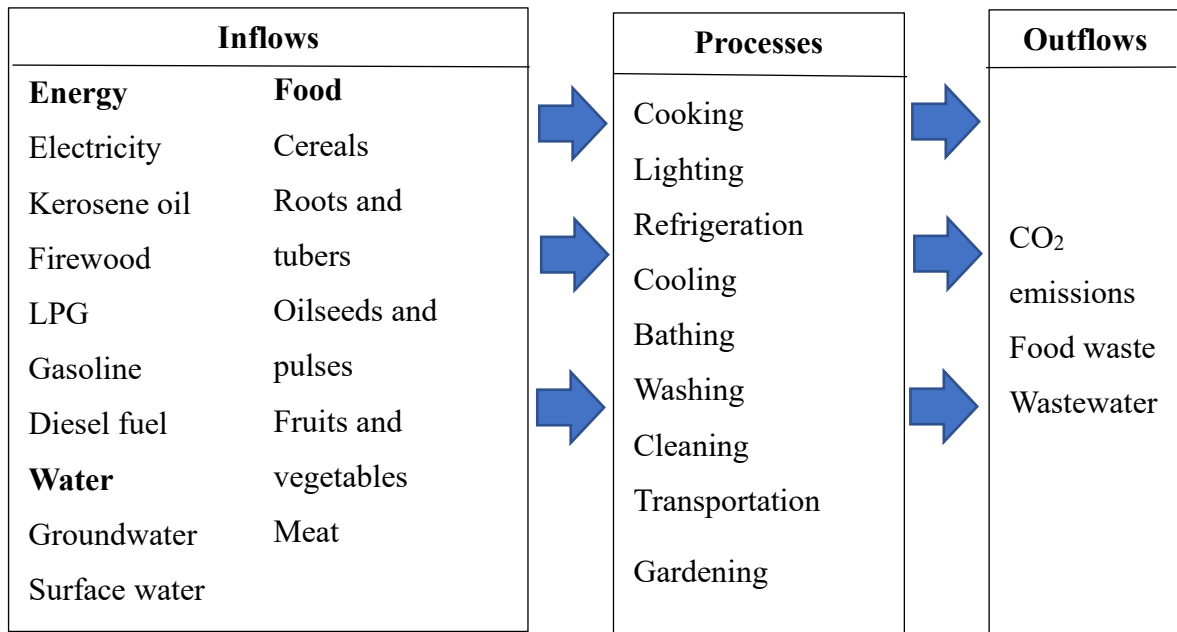 Inflows
Energy
Electricity
Kerosene oil
Firewood
LPG
Gasoline
Diesel fuel
Water
Groundwater
Surface water
Food
Cereals
Roots and
tubers
Oilseeds and
pulses
Fruits and
vegetables
Meat
Processes
Cooking
Lighting
Refrigeration
Cooling
Bathing
Washing
Cleaning
Transportation
Gardening
Outflows
CO₂
emissions
Food waste
Wastewater